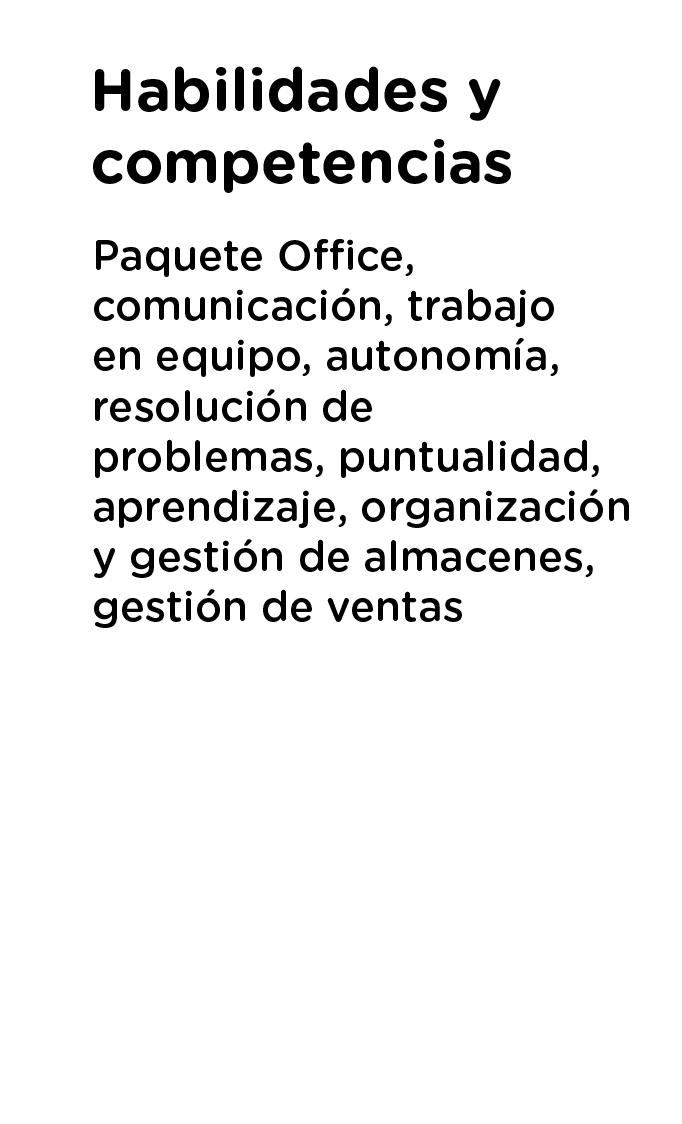 Habilidades y
competencias
Paquete Office,
comunicación, trabajo
en equipo, autonomía,
resolución de
problemas, puntualidad,
aprendizaje, organización
y gestión de almacenes,
gestión de ventas